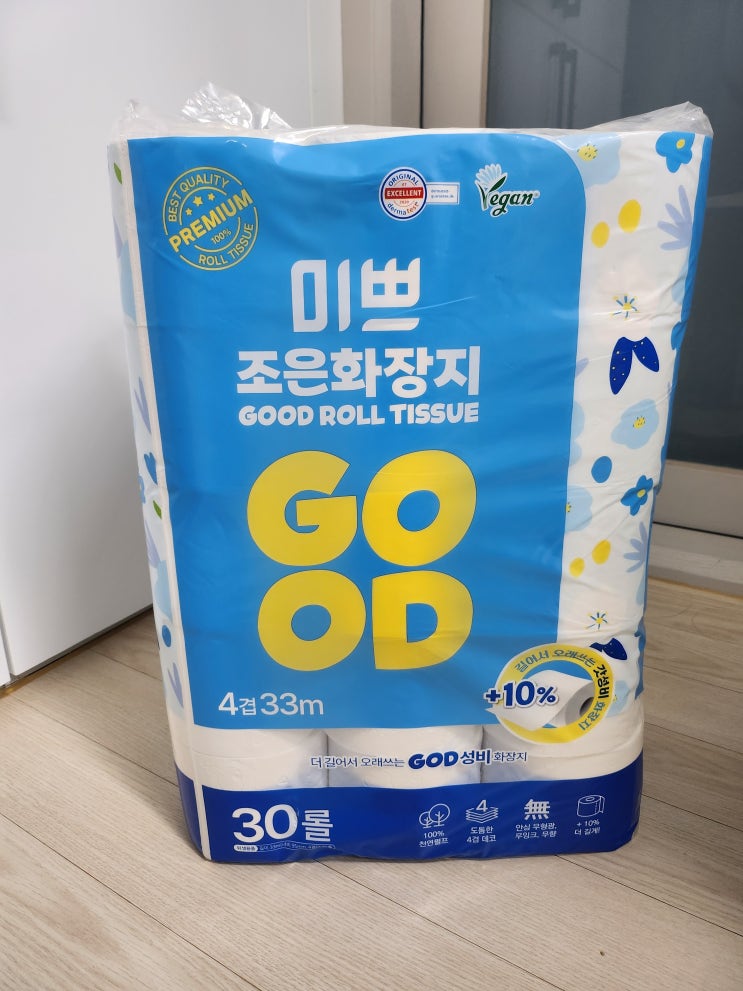 BEST QUALITY
PREMIUM
100%
ROLL TISSUE
ORIGINAL
EXCELLENT
dermatest
Vegan
미쁘
조은화장지
GOOD ROLL TISSUE
GO
OD
4겹 33m
길어서 오래쓰는 갓성비 화장지
+10%
더 길어서 오래쓰는 GOD성비 화장지
30롤
100%
천연펄프
4
도톰한
4겹 데코
無
안심 무형광,
무잉크, 무향
+ 10%
더 길게!